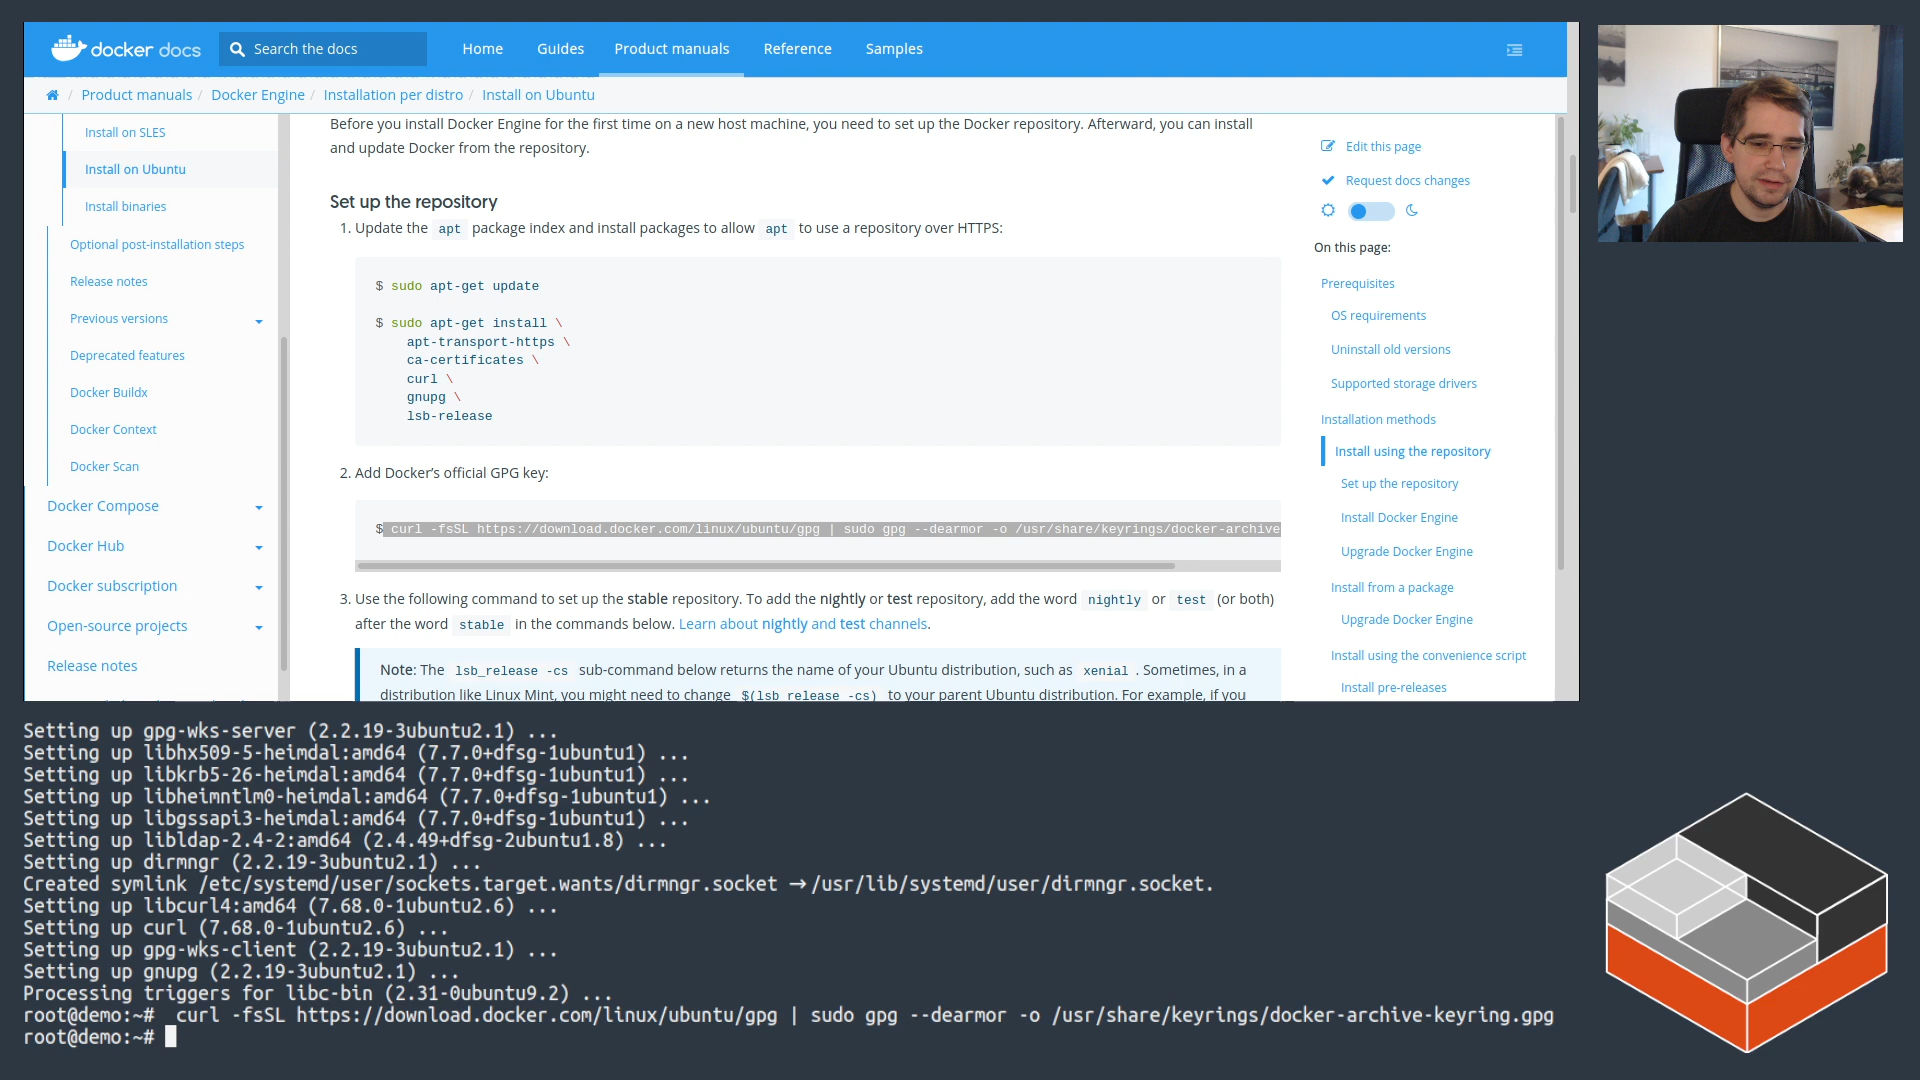 docker docs
Search the docs
Home
Guides
Product manuals
Reference
Samples
/ Product manuals / Docker Engine / Installation per distro / Install on Ubuntu
Install on SLES
Install on Ubuntu
Install binaries
Optional post-installation steps
Release notes
Previous versions
Deprecated features
Docker Buildx
Docker Context
Docker Scan
Docker Compose
Docker Hub
Docker subscription
Open-source projects
Release notes
Before you install Docker Engine for the first time on a new host machine, you need to set up the Docker repository. Afterward, you can install
and update Docker from the repository.
Set up the repository
1. Update the apt package index and install packages to allow apt to use a repository over HTTPS:
$ sudo apt-get update
$ sudo apt-get install \
apt-transport-https \
ca-certificates \
curl \
gnupg \
lsb-release
2. Add Docker’s official GPG key:
$ curl -fsSL https://download.docker.com/linux/ubuntu/gpg | sudo gpg --dearmor -o /usr/share/keyrings/docker-archive
3. Use the following command to set up the stable repository. To add the nightly or test repository, add the word nightly or test (or both)
after the word stable in the commands below. Learn about nightly and test channels.
Note: The lsb_release -cs sub-command below returns the name of your Ubuntu distribution, such as xenial . Sometimes, in a
distribution like Linux Mint, you might need to change $(lsb_release -cs) to your parent Ubuntu distribution. For example, if you
Edit this page
Request docs changes
On this page:
Prerequisites
OS requirements
Uninstall old versions
Supported storage drivers
Installation methods
Install using the repository
Set up the repository
Install Docker Engine
Upgrade Docker Engine
Install from a package
Upgrade Docker Engine
Install using the convenience script
Install pre-releases
Setting up gpg-wks-server (2.2.19-3ubuntu2.1) ...
Setting up libhx509-5-heimdal:amd64 (7.7.0+dfsg-1ubuntu1) ...
Setting up libkrb5-26-heimdal:amd64 (7.7.0+dfsg-1ubuntu1) ...
Setting up libheimntlm0-heimdal:amd64 (7.7.0+dfsg-1ubuntu1) ...
Setting up libgssapi3-heimdal:amd64 (7.7.0+dfsg-1ubuntu1) ...
Setting up libldap-2.4-2:amd64 (2.4.49+dfsg-2ubuntu1.8) ...
Setting up dirmngr (2.2.19-3ubuntu2.1) ...
Created symlink /etc/systemd/user/sockets.target.wants/dirmngr.socket → /usr/lib/systemd/user/dirmngr.socket.
Setting up libcurl4:amd64 (7.68.0-1ubuntu2.6) ...
Setting up curl (7.68.0-1ubuntu2.6) ...
Setting up gpg-wks-client (2.2.19-3ubuntu2.1) ...
Setting up gnupg (2.2.19-3ubuntu2.1) ...
Processing triggers for libc-bin (2.31-0ubuntu9.2) ...
root@demo:~#  curl -fsSL https://download.docker.com/linux/ubuntu/gpg | sudo gpg --dearmor -o /usr/share/keyrings/docker-archive-keyring.gpg
root@demo:~#